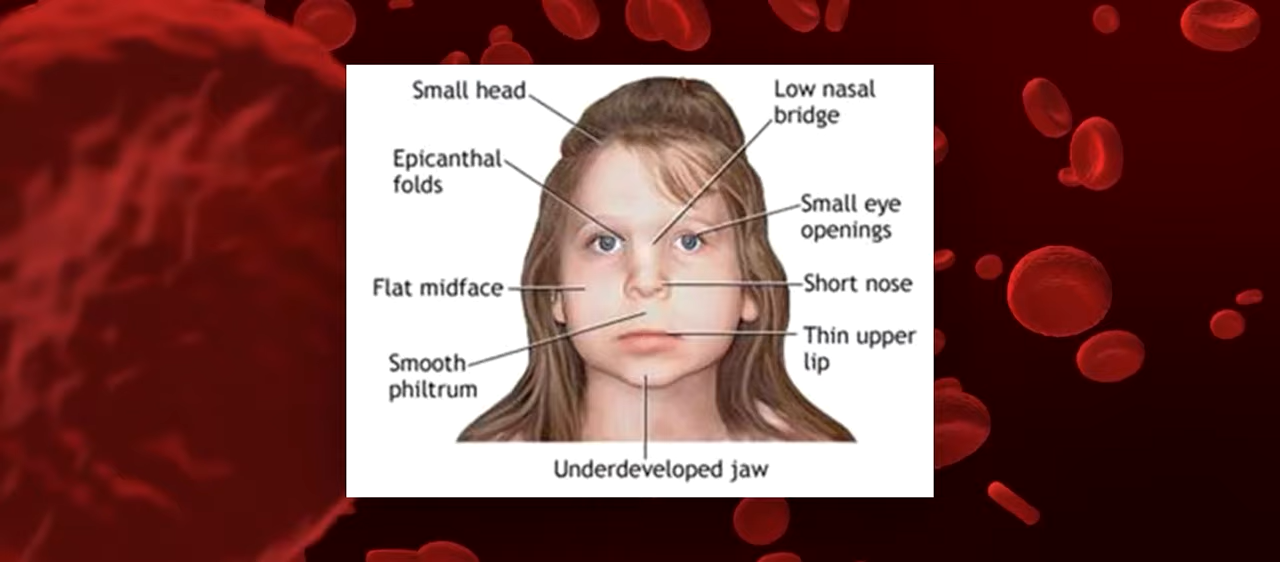 Small head
Low nasal
bridge
Epicanthal
folds
Small eye
openings
Flat midface
Short nose
Thin upper
lip
Smooth
philtrum
Underdeveloped jaw